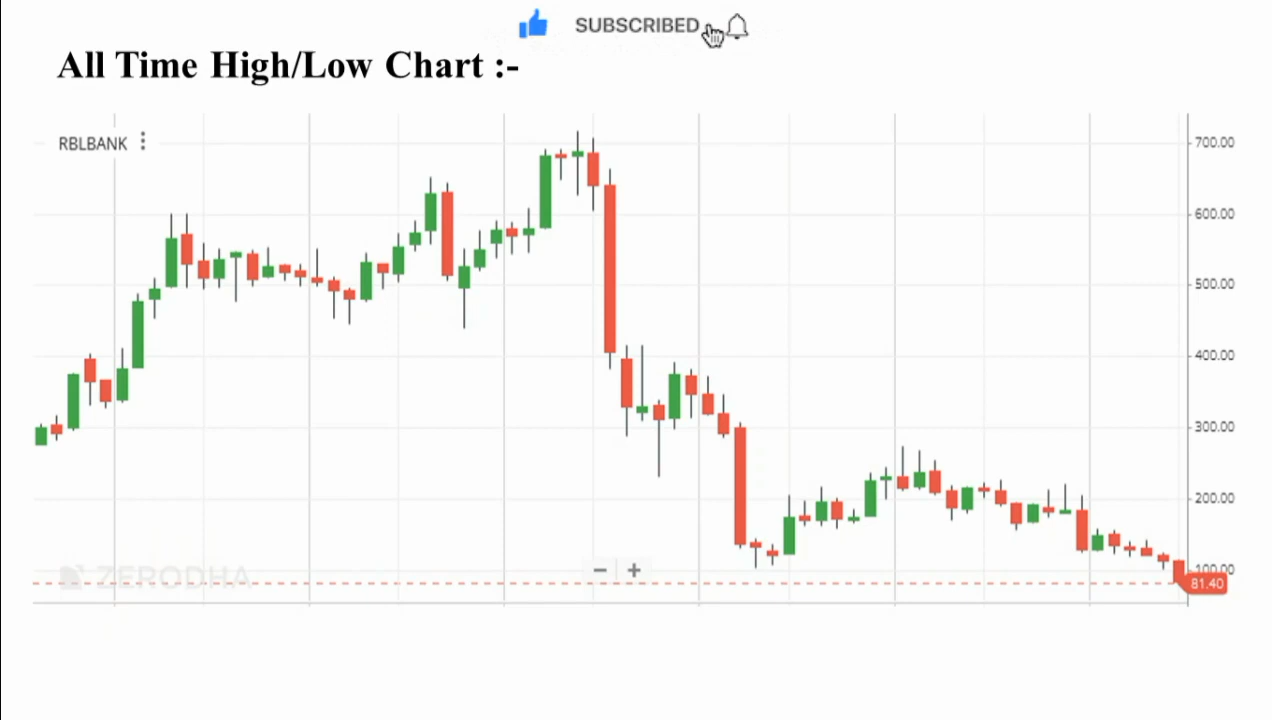 SUBSCRIBED
All Time High/Low Chart :-
RBLBANK
700.00
600.00
500.00
400.00
300.00
200.00
100.00
81.40
ZERODHA